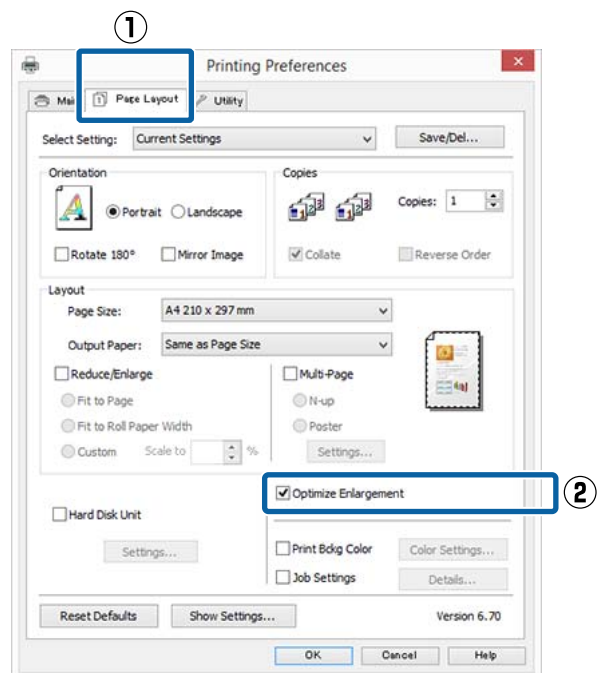 ①
Printing Preferences
Mai Page Layout Utility
Select Setting: Current Settings Save/Del...
Orientation Copies
Portrait Landscape Copies: 1
Rotate 180° Mirror Image Collate Reverse Order
Layout
Page Size: A4 210 x 297 mm
Output Paper: Same as Page Size
Reduce/Enlarge Multi-Page
Fit to Page N-up
Fit to Roll Paper Width Poster
Custom Scale to % Settings...
Optimize Enlargement ②
Hard Disk Unit
Settings... Print Bckg Color Color Settings...
Job Settings Details...
Reset Defaults Show Settings... Version 6.70
OK Cancel Help